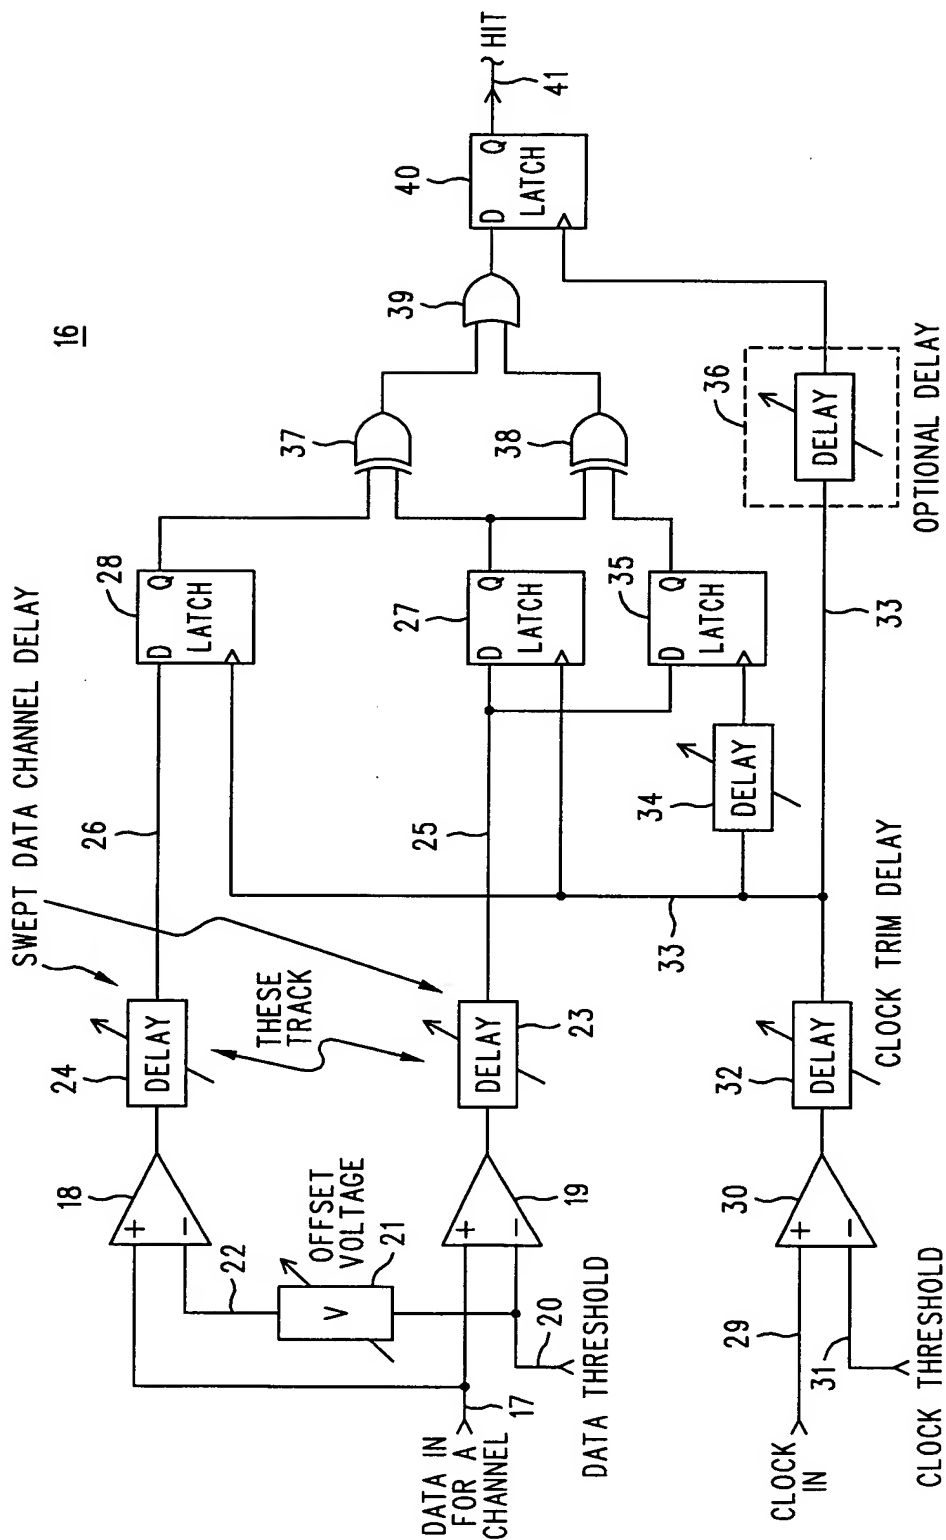 16
SWEPT DATA CHANNEL DELAY
18
+
−
24
DELAY
26
28
D
Q
LATCH
22
OFFSET
VOLTAGE
21
V
THESE
TRACK
37
39
40
D
Q
LATCH
41
HIT
DATA IN
FOR A
CHANNEL
17
19
+
−
20
DATA THRESHOLD
DELAY
23
25
27
D
Q
LATCH
38
34
DELAY
35
D
Q
LATCH
33
CLOCK
IN
29
30
+
−
31
CLOCK THRESHOLD
32
DELAY
CLOCK TRIM DELAY
33
36
DELAY
OPTIONAL DELAY